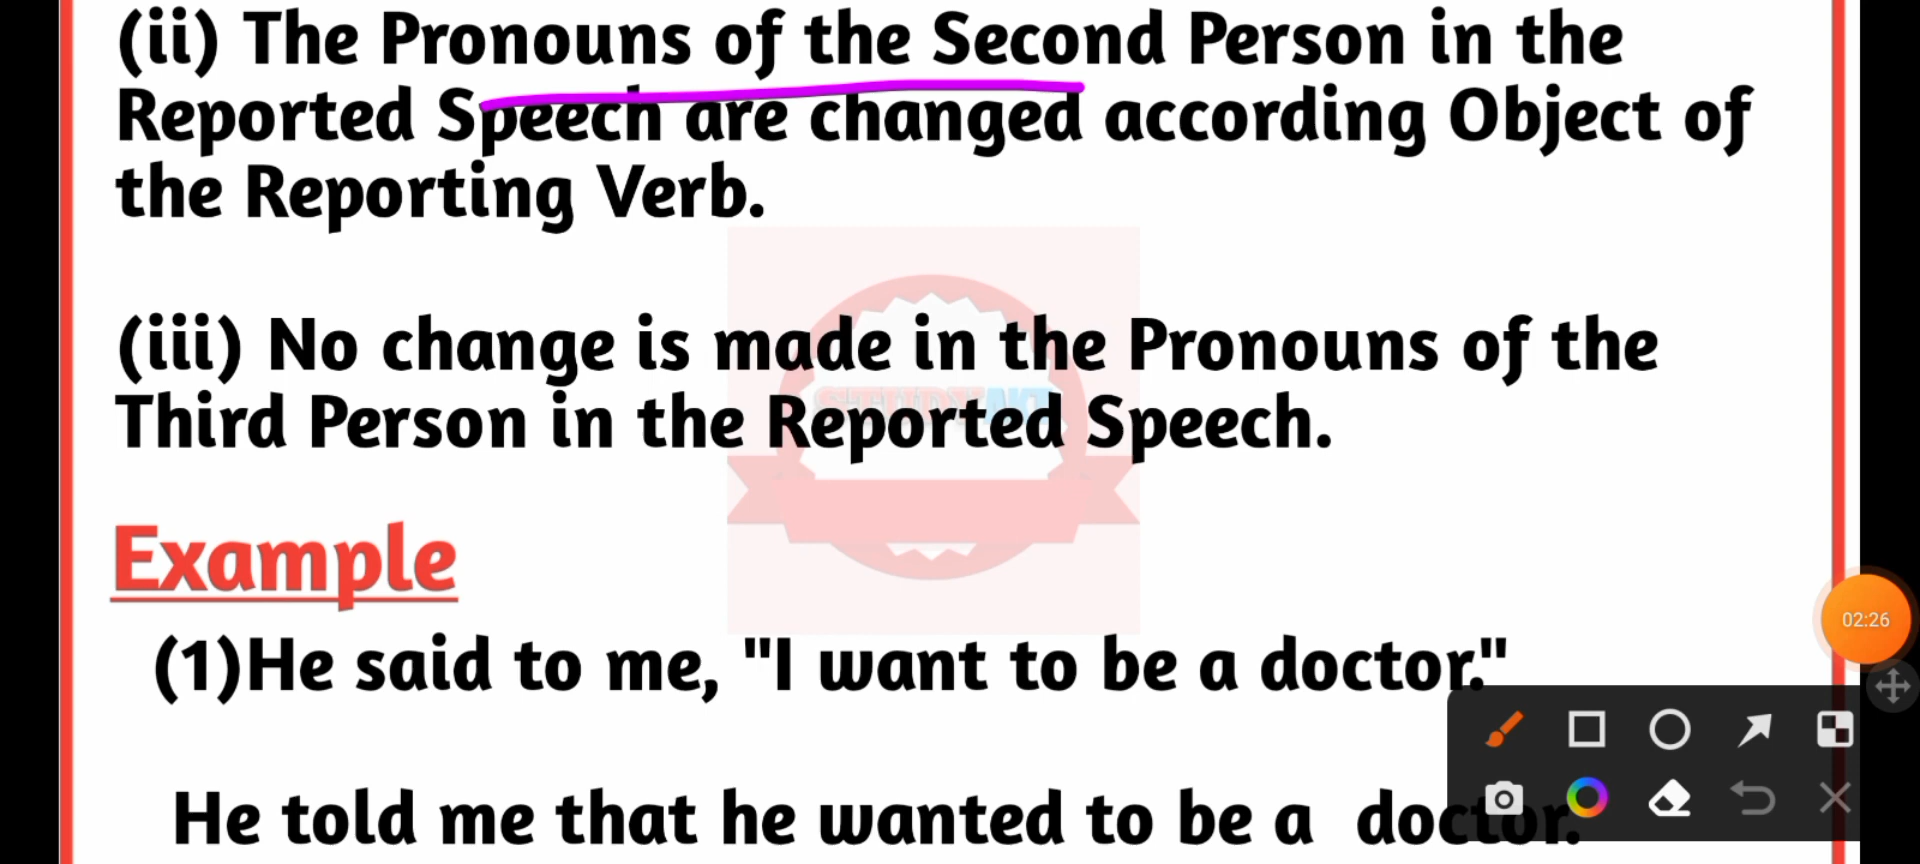 (ii) The Pronouns of the Second Person in the
Reported Speech are changed according Object of
the Reporting Verb.
(iii) No change is made in the Pronouns of the
Third Person in the Reported Speech.
Example
(1)He said to me, "I want to be a doctor."
02:26
He told me that he wanted to be a doctor.